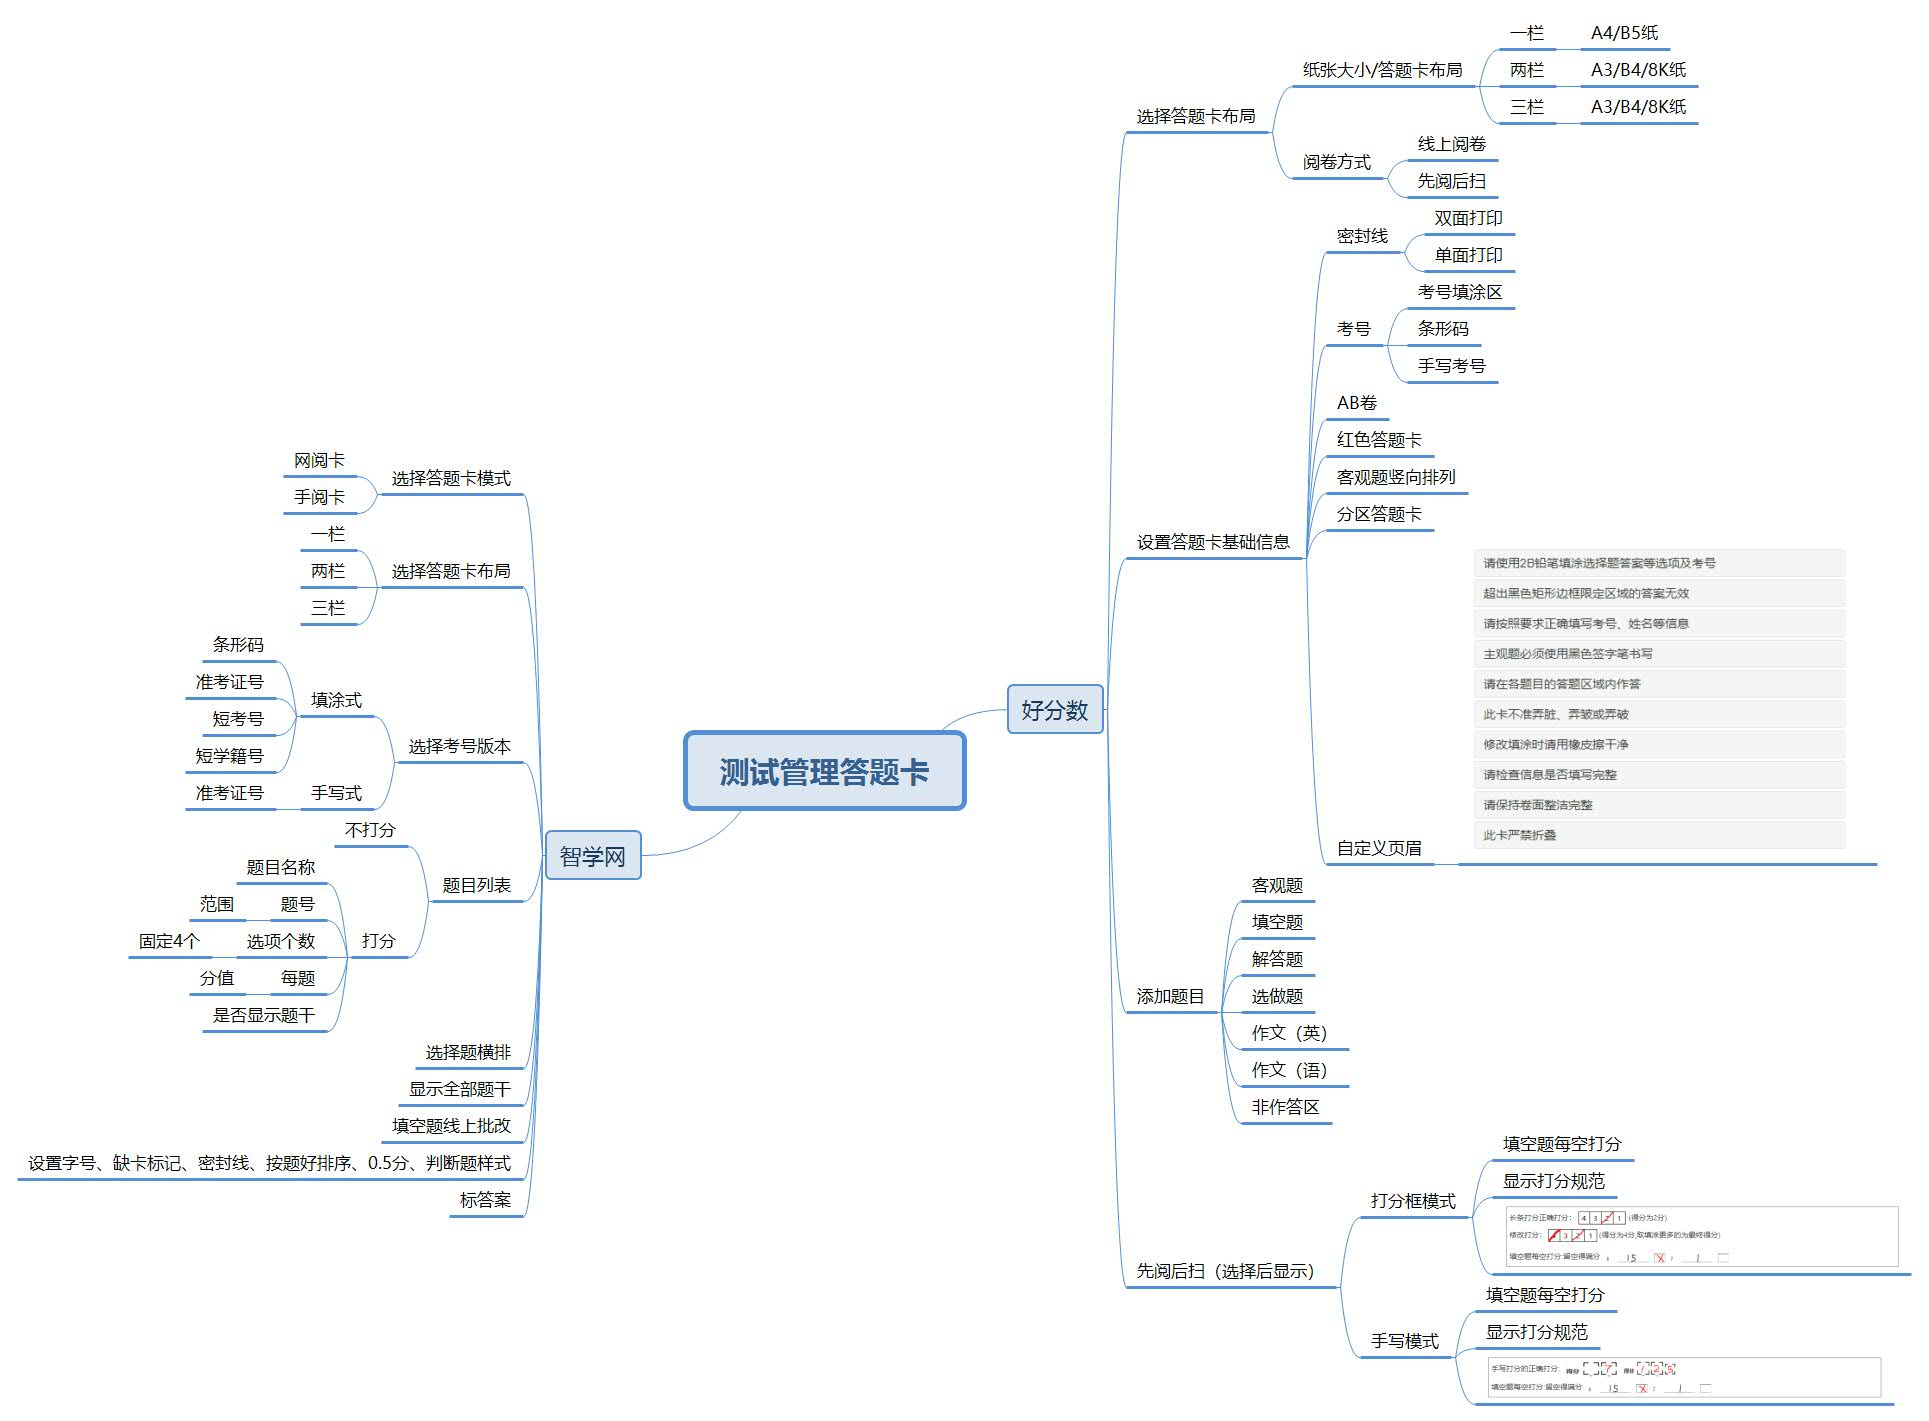 测试管理答题卡
好分数
选择答题卡布局
纸张大小/答题卡布局
一栏
A4/B5纸
两栏
A3/B4/8K纸
三栏
A3/B4/8K纸
阅卷方式
线上阅卷
先阅后扫
设置答题卡基础信息
密封线
双面打印
单面打印
考号
考号填涂区
条形码
手写考号
AB卷
红色答题卡
客观题竖向排列
分区答题卡
自定义页眉
请使用2B铅笔填涂选择题答案等选项及考号
超出黑色矩形边框限定区域的答案无效
请按照要求正确填写考号、姓名等信息
主观题必须使用黑色签字笔书写
请在各题目的答题区域内作答
此卡不准弄脏、弄皱或弄破
修改填涂时请用橡皮擦干净
请检查信息是否填写完整
请保持卷面整洁完整
此卡严禁折叠
添加题目
客观题
填空题
解答题
选做题
作文（英）
作文（语）
非作答区
先阅后扫（选择后显示）
打分框模式
填空题每空打分
显示打分规范
长条打分正确打分： 4 3 2 1 (得分为2分)
修改打分： 4 3 2 1 (得分为4分,取填涂更多的为最终得分)
填空题每空打分:留空得满分 15 X 1
手写模式
填空题每空打分
显示打分规范
手写打分的正确打分: 得分 7 得分 1 2 5
填空题每空打分:留空得满分 15 X 1
智学网
选择答题卡模式
网阅卡
手阅卡
选择答题卡布局
一栏
两栏
三栏
选择考号版本
填涂式
条形码
准考证号
短考号
短学籍号
手写式
准考证号
题目列表
不打分
打分
题目名称
题号
范围
选项个数
固定4个
每题
分值
是否显示题干
选择题横排
显示全部题干
填空题线上批改
设置字号、缺卡标记、密封线、按题好排序、0.5分、判断题样式
标答案